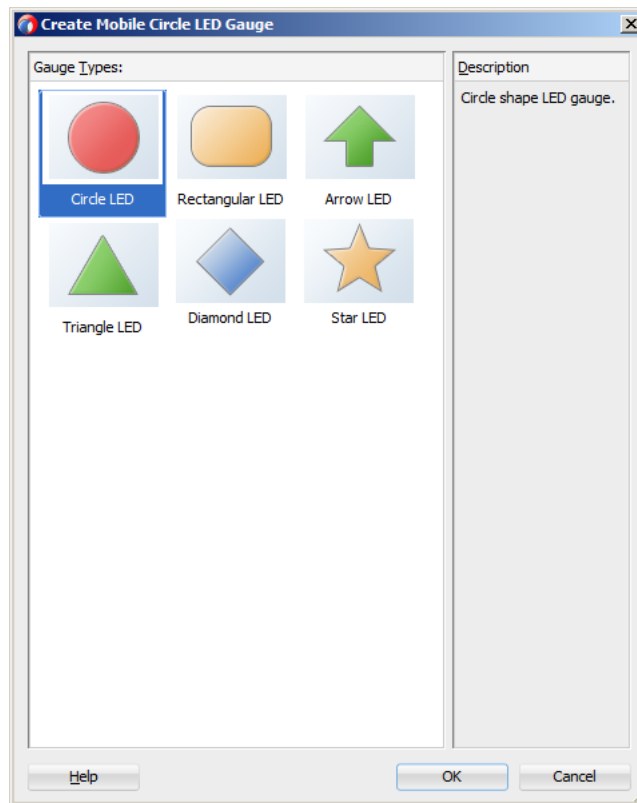 Create Mobile Circle LED Gauge
Gauge Types:
Description
Circle shape LED gauge.
Circle LED
Rectangular LED
Arrow LED
Triangle LED
Diamond LED
Star LED
Help
OK
Cancel